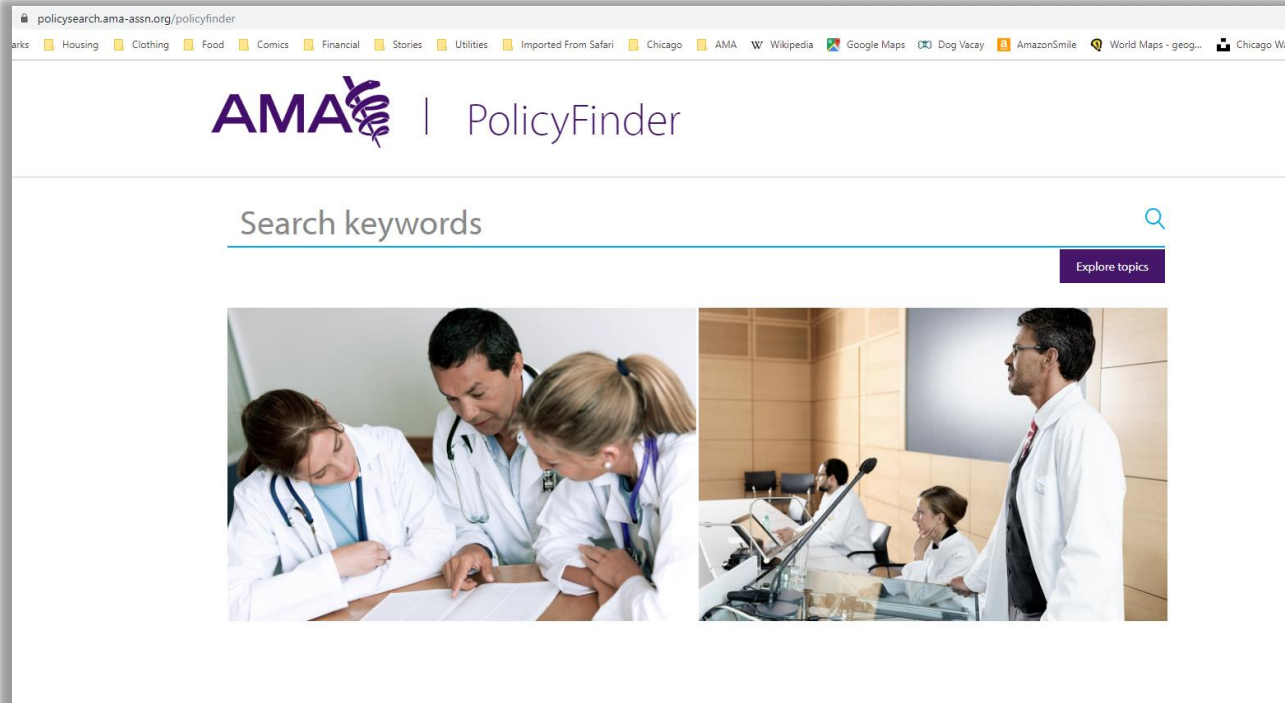 policysearch.ama-assn.org/policyfinder
arks Housing Clothing Food Comics Financial Stories Utilities Imported From Safari Chicago AMA W Wikipedia Google Maps Dog Vacay a AmazonSmile World Maps - geog... Chicago Wa
AMA | PolicyFinder
Search keywords
Explore topics